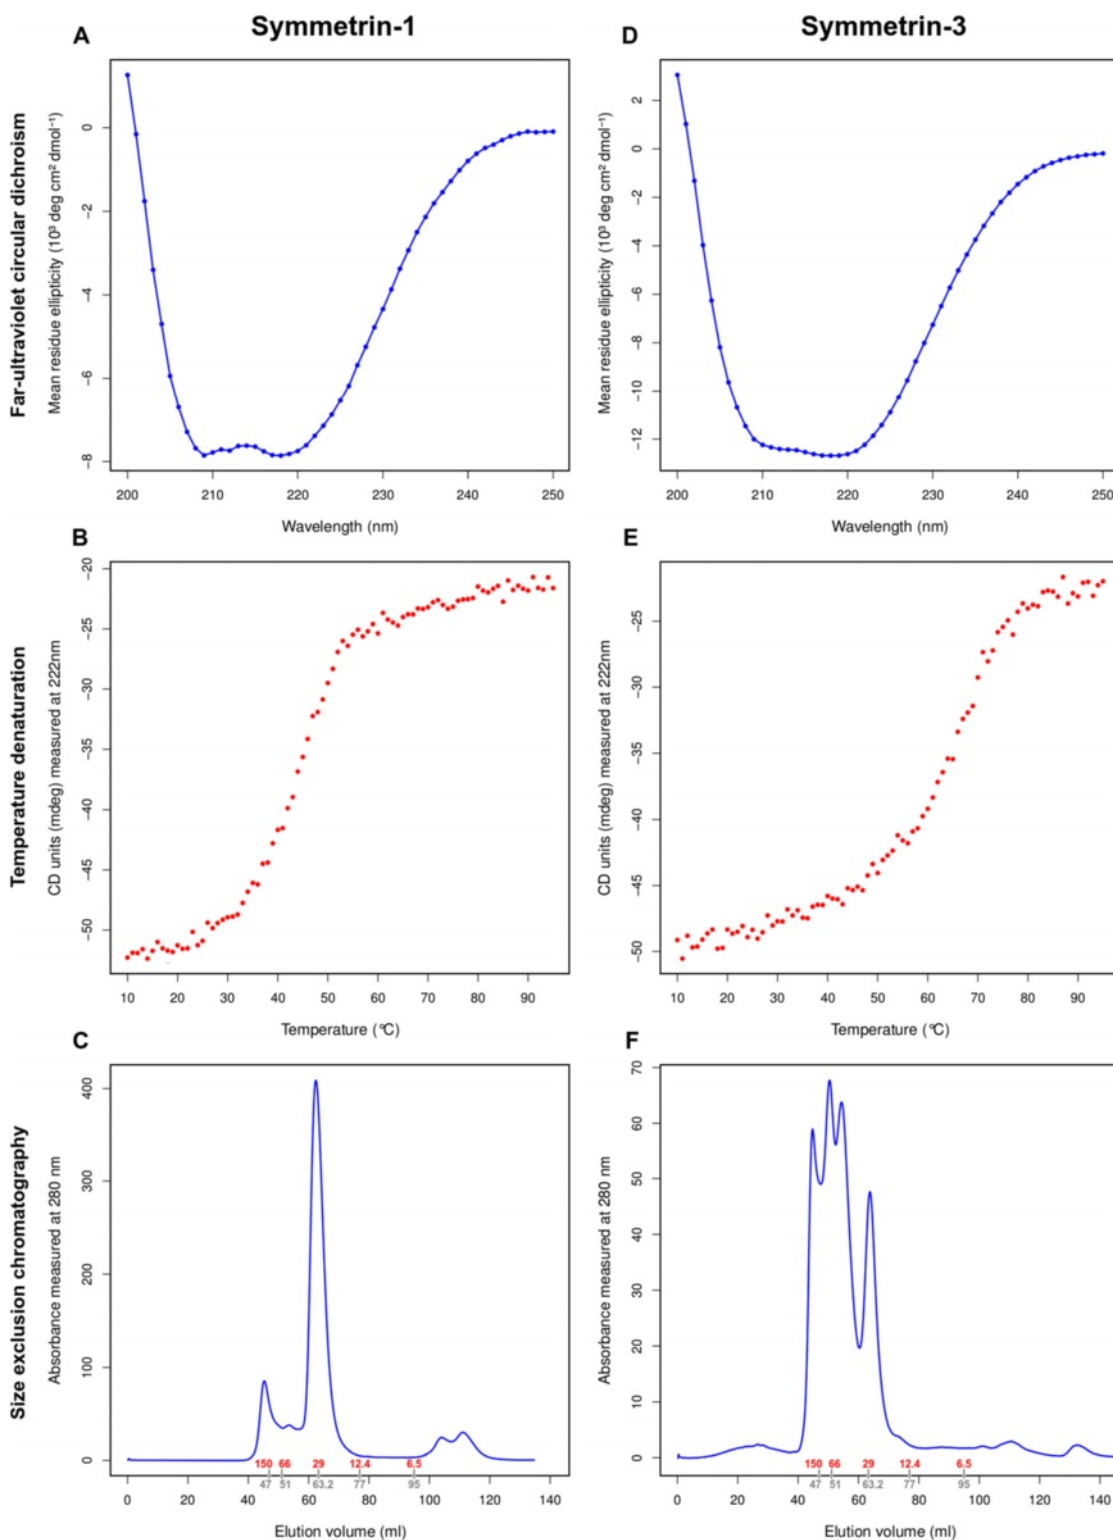 Symmetrin-1
Symmetrin-3
A
Far-ultraviolet circular dichroism
Mean residue ellipticity (10³ deg cm² dmol⁻¹)
0
−2
−4
−6
−8
200 210 220 230 240 250
Wavelength (nm)
D
Mean residue ellipticity (10³ deg cm² dmol⁻¹)
2
0
−2
−4
−6
−8
−10
−12
200 210 220 230 240 250
Wavelength (nm)
B
Temperature denaturation
CD units (mdeg) measured at 222nm
−20
−25
−30
−35
−40
−45
−50
10 20 30 40 50 60 70 80 90
Temperature (°C)
E
CD units (mdeg) measured at 222nm
−25
−30
−35
−40
−45
−50
10 20 30 40 50 60 70 80 90
Temperature (°C)
C
Size exclusion chromatography
Absorbance measured at 280 nm
400
300
200
100
0
150 66 29 12.4 6.5
47 51 63.2 77 95
0 20 40 60 80 100 120 140
Elution volume (ml)
F
Absorbance measured at 280 nm
70
60
50
40
30
20
10
0
150 66 29 12.4 6.5
47 51 63.2 77 95
0 20 40 60 80 100 120 140
Elution volume (ml)